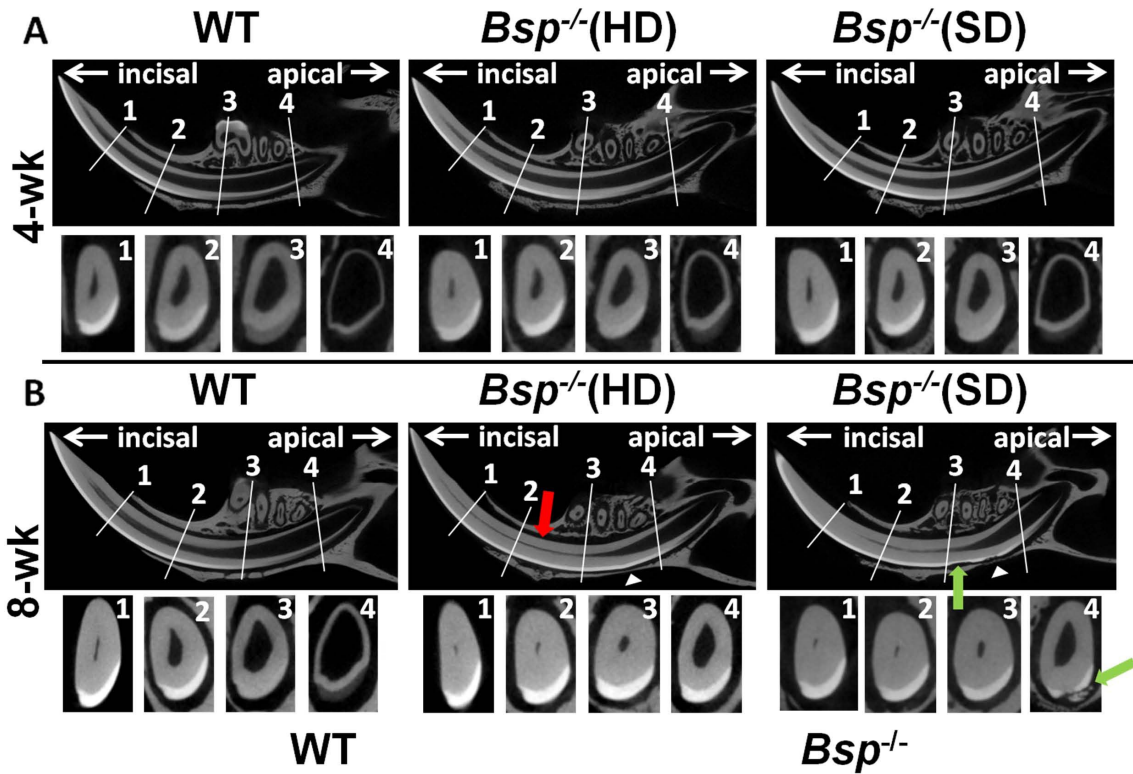 A
WT Bsp-/-(HD) Bsp-/-(SD)
4-wk
incisal apical incisal apical incisal apical
1 2 3 4 1 2 3 4 1 2 3 4
1 2 3 4 1 2 3 4 1 2 3 4
B
WT Bsp-/-(HD) Bsp-/-(SD)
8-wk
incisal apical incisal apical incisal apical
1 2 3 4 1 2 3 4 1 2 3 4
1 2 3 4 1 2 3 4 1 2 3 4
WT Bsp-/-